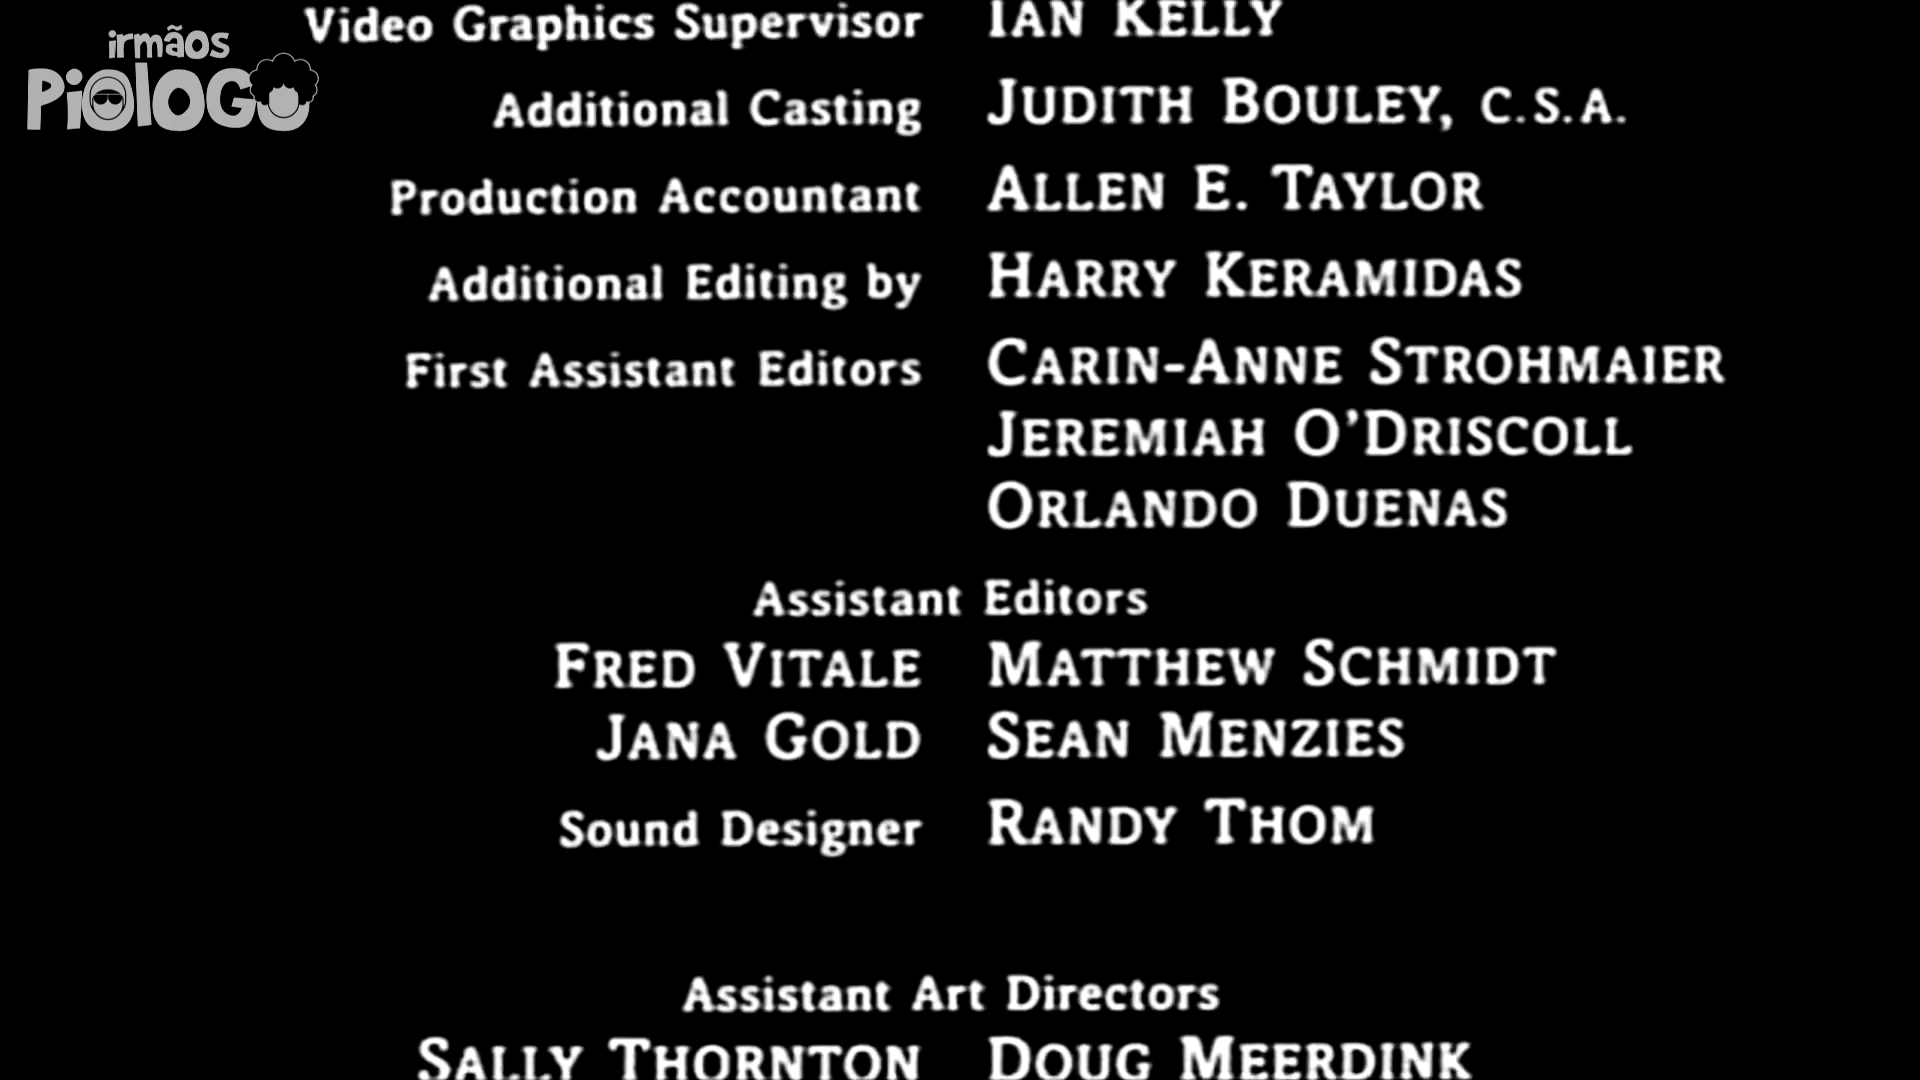 irmãos
PiOLOGO
Video Graphics Supervisor IAN KELLY
Additional Casting JUDITH BOULEY, C.S.A.
Production Accountant ALLEN E. TAYLOR
Additional Editing by HARRY KERAMIDAS
First Assistant Editors CARIN-ANNE STROHMAIER
JEREMIAH O'DRISCOLL
ORLANDO DUENAS
Assistant Editors
FRED VITALE MATTHEW SCHMIDT
JANA GOLD SEAN MENZIES
Sound Designer RANDY THOM
Assistant Art Directors
SALLY THORNTON DOUG MEERDINK